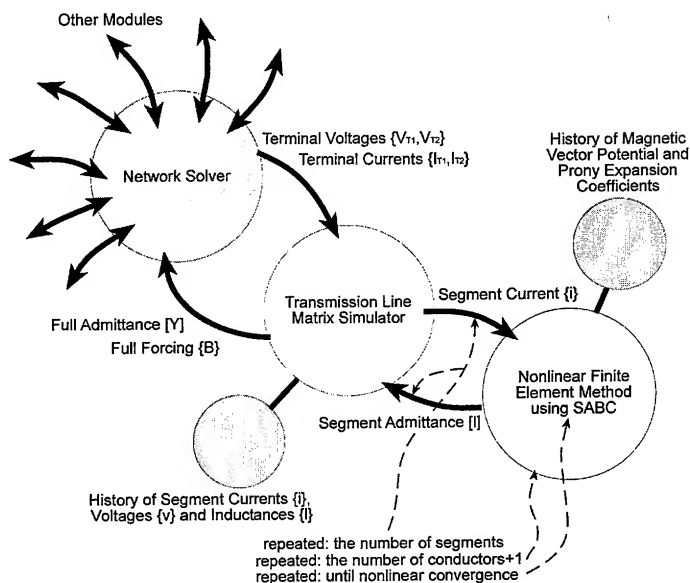 Other Modules
Network Solver
Terminal Voltages {VT1,VT2}
Terminal Currents {IT1,IT2}
History of Magnetic
Vector Potential and
Prony Expansion
Coefficients
Full Admittance [Y]
Full Forcing {B}
Transmission Line
Matrix Simulator
Segment Current {i}
Nonlinear Finite
Element Method
using SABC
Segment Admittance [l]
History of Segment Currents {i},
Voltages {v} and Inductances {l}
repeated: the number of segments
repeated: the number of conductors+1
repeated: until nonlinear convergence